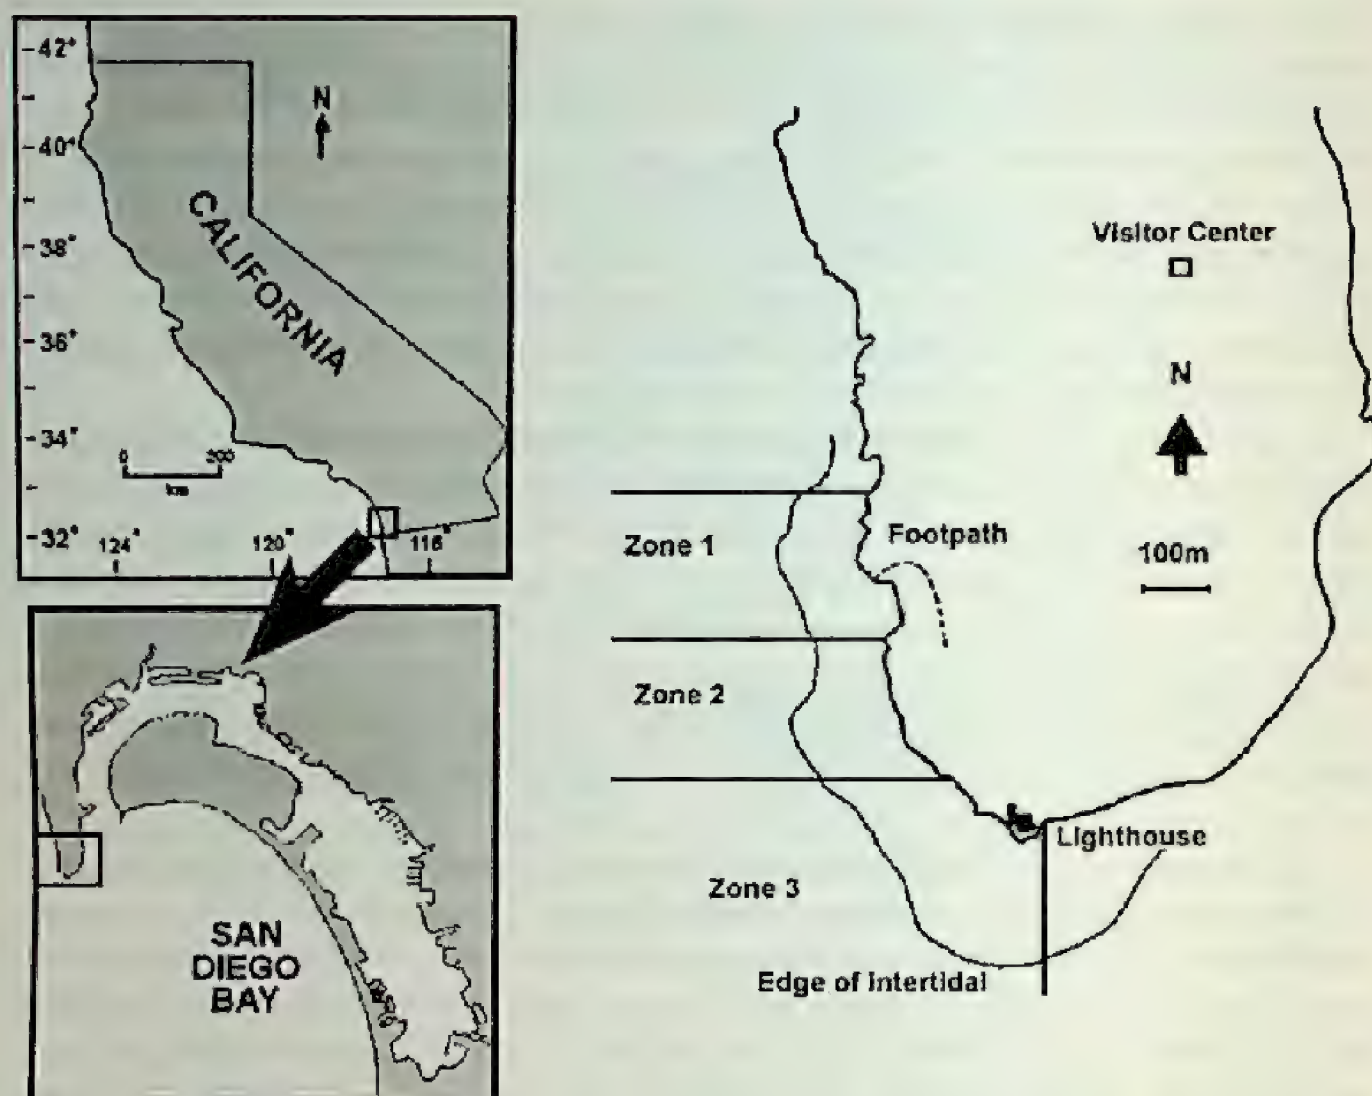 -42°
N
-40°
CALIFORNIA
-38°
-36°
-34°
0 200
km
-32°
124°
120°
116°
SAN
DIEGO
BAY
Visitor Center
N
100m
Footpath
Zone 1
Zone 2
Zone 3
Lighthouse
Edge of Intertidal